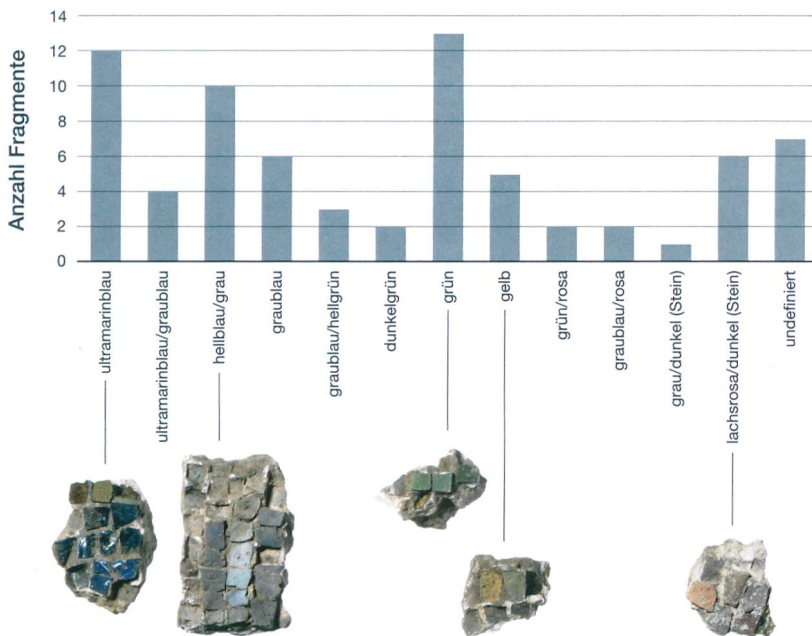 Anzahl Fragmente
14
12
10
8
6
4
2
0
ultramarinblau
ultramarinblau/graublau
hellblau/grau
graublau
graublau/hellgrün
dunkelgrün
grün
gelb
grün/rosa
graublau/rosa
grau/dunkel (Stein)
lachsrosa/dunkel (Stein)
undefiniert